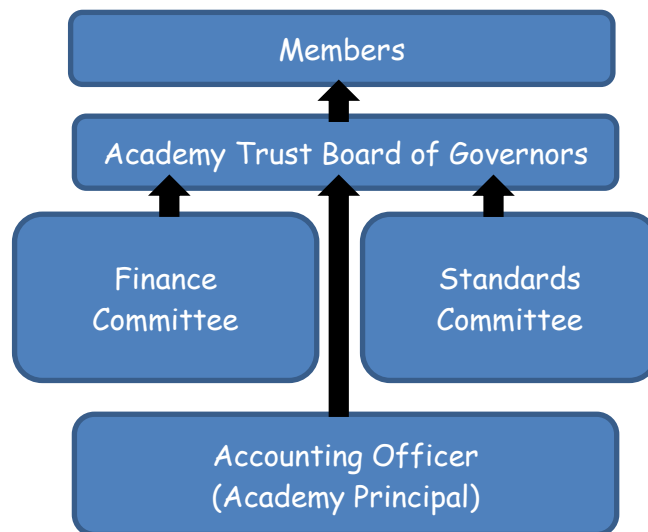 Members
Academy Trust Board of Governors
Finance
Committee
Standards
Committee
Accounting Officer
(Academy Principal)